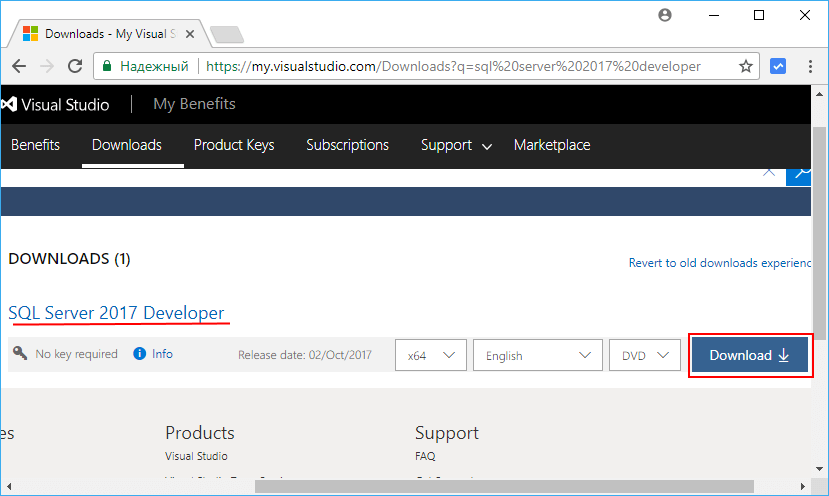 Downloads - My Visual S
Надежный https://my.visualstudio.com/Downloads?q=sql%20server%202017%20developer
Visual Studio My Benefits
Benefits Downloads Product Keys Subscriptions Support Marketplace
DOWNLOADS (1)
Revert to old downloads experienc
SQL Server 2017 Developer
No key required Info Release date: 02/Oct/2017 x64 English DVD Download
es Products Support
Visual Studio FAQ